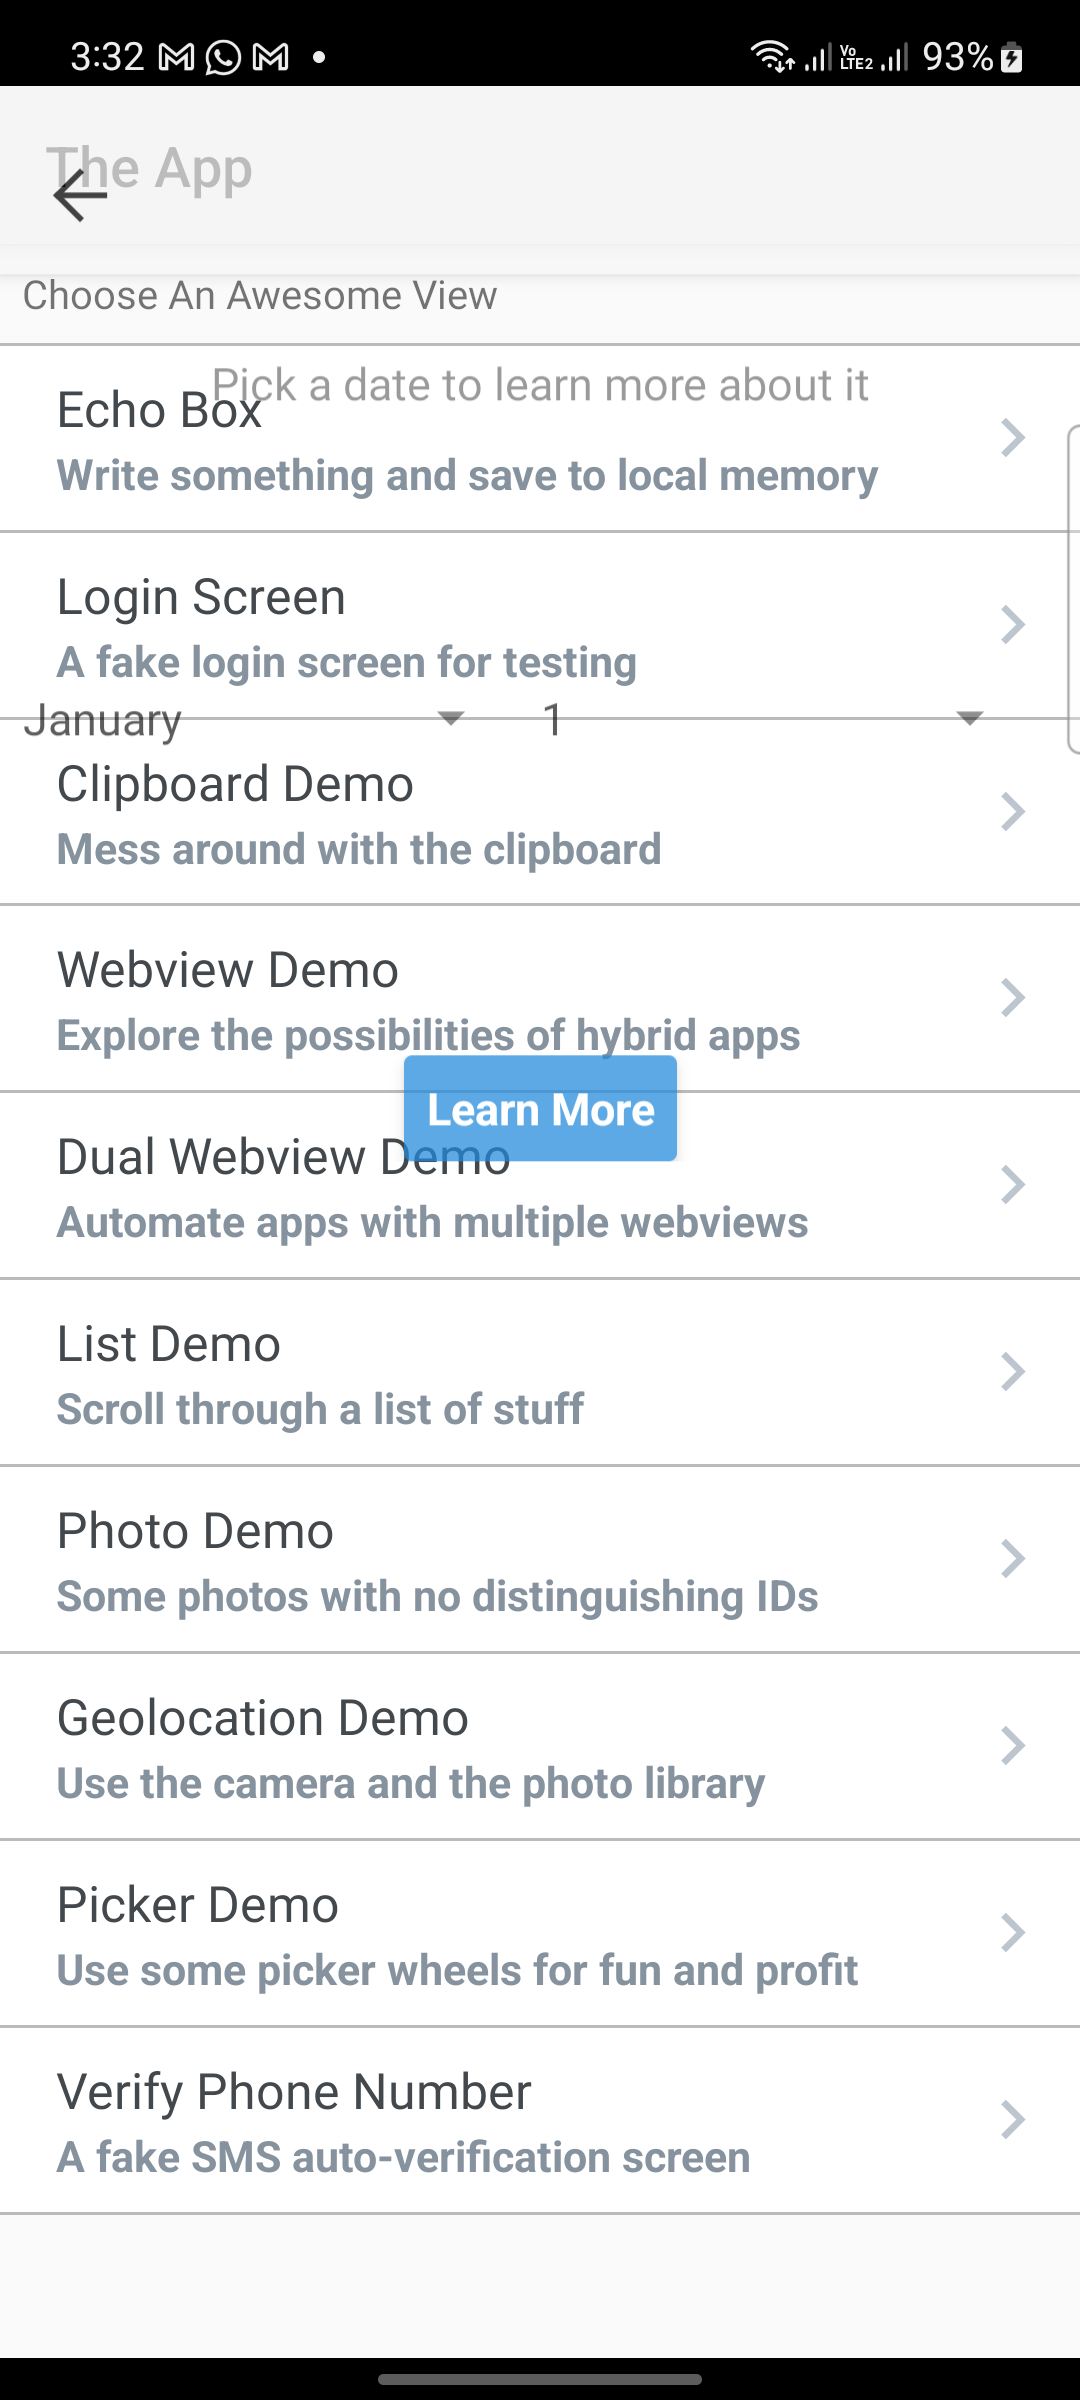 3:32
Vo LTE2 93%
The App
Choose An Awesome View
Pick a date to learn more about it
Echo Box
Write something and save to local memory
Login Screen
A fake login screen for testing
January 1
Clipboard Demo
Mess around with the clipboard
Webview Demo
Explore the possibilities of hybrid apps
Learn More
Dual Webview Demo
Automate apps with multiple webviews
List Demo
Scroll through a list of stuff
Photo Demo
Some photos with no distinguishing IDs
Geolocation Demo
Use the camera and the photo library
Picker Demo
Use some picker wheels for fun and profit
Verify Phone Number
A fake SMS auto-verification screen